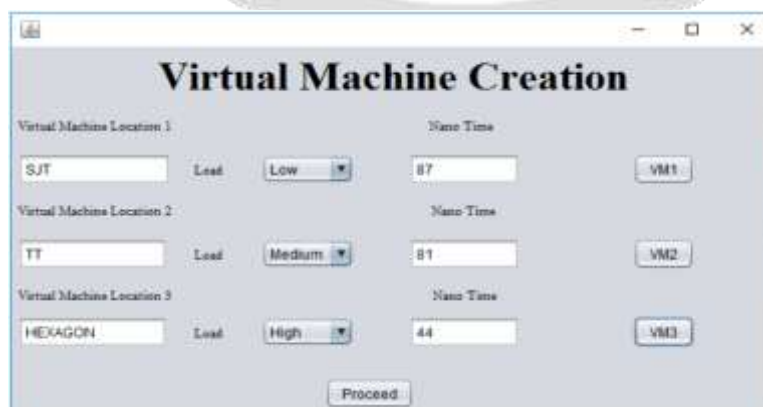 Virtual Machine Creation
Virtual Machine Location 1 Nano Time
SJT Load Low 87 VM1
Virtual Machine Location 2 Nano Time
TT Load Medium 81 VM2
Virtual Machine Location 3 Nano Time
HEXAGON Load High 44 VM3
Proceed